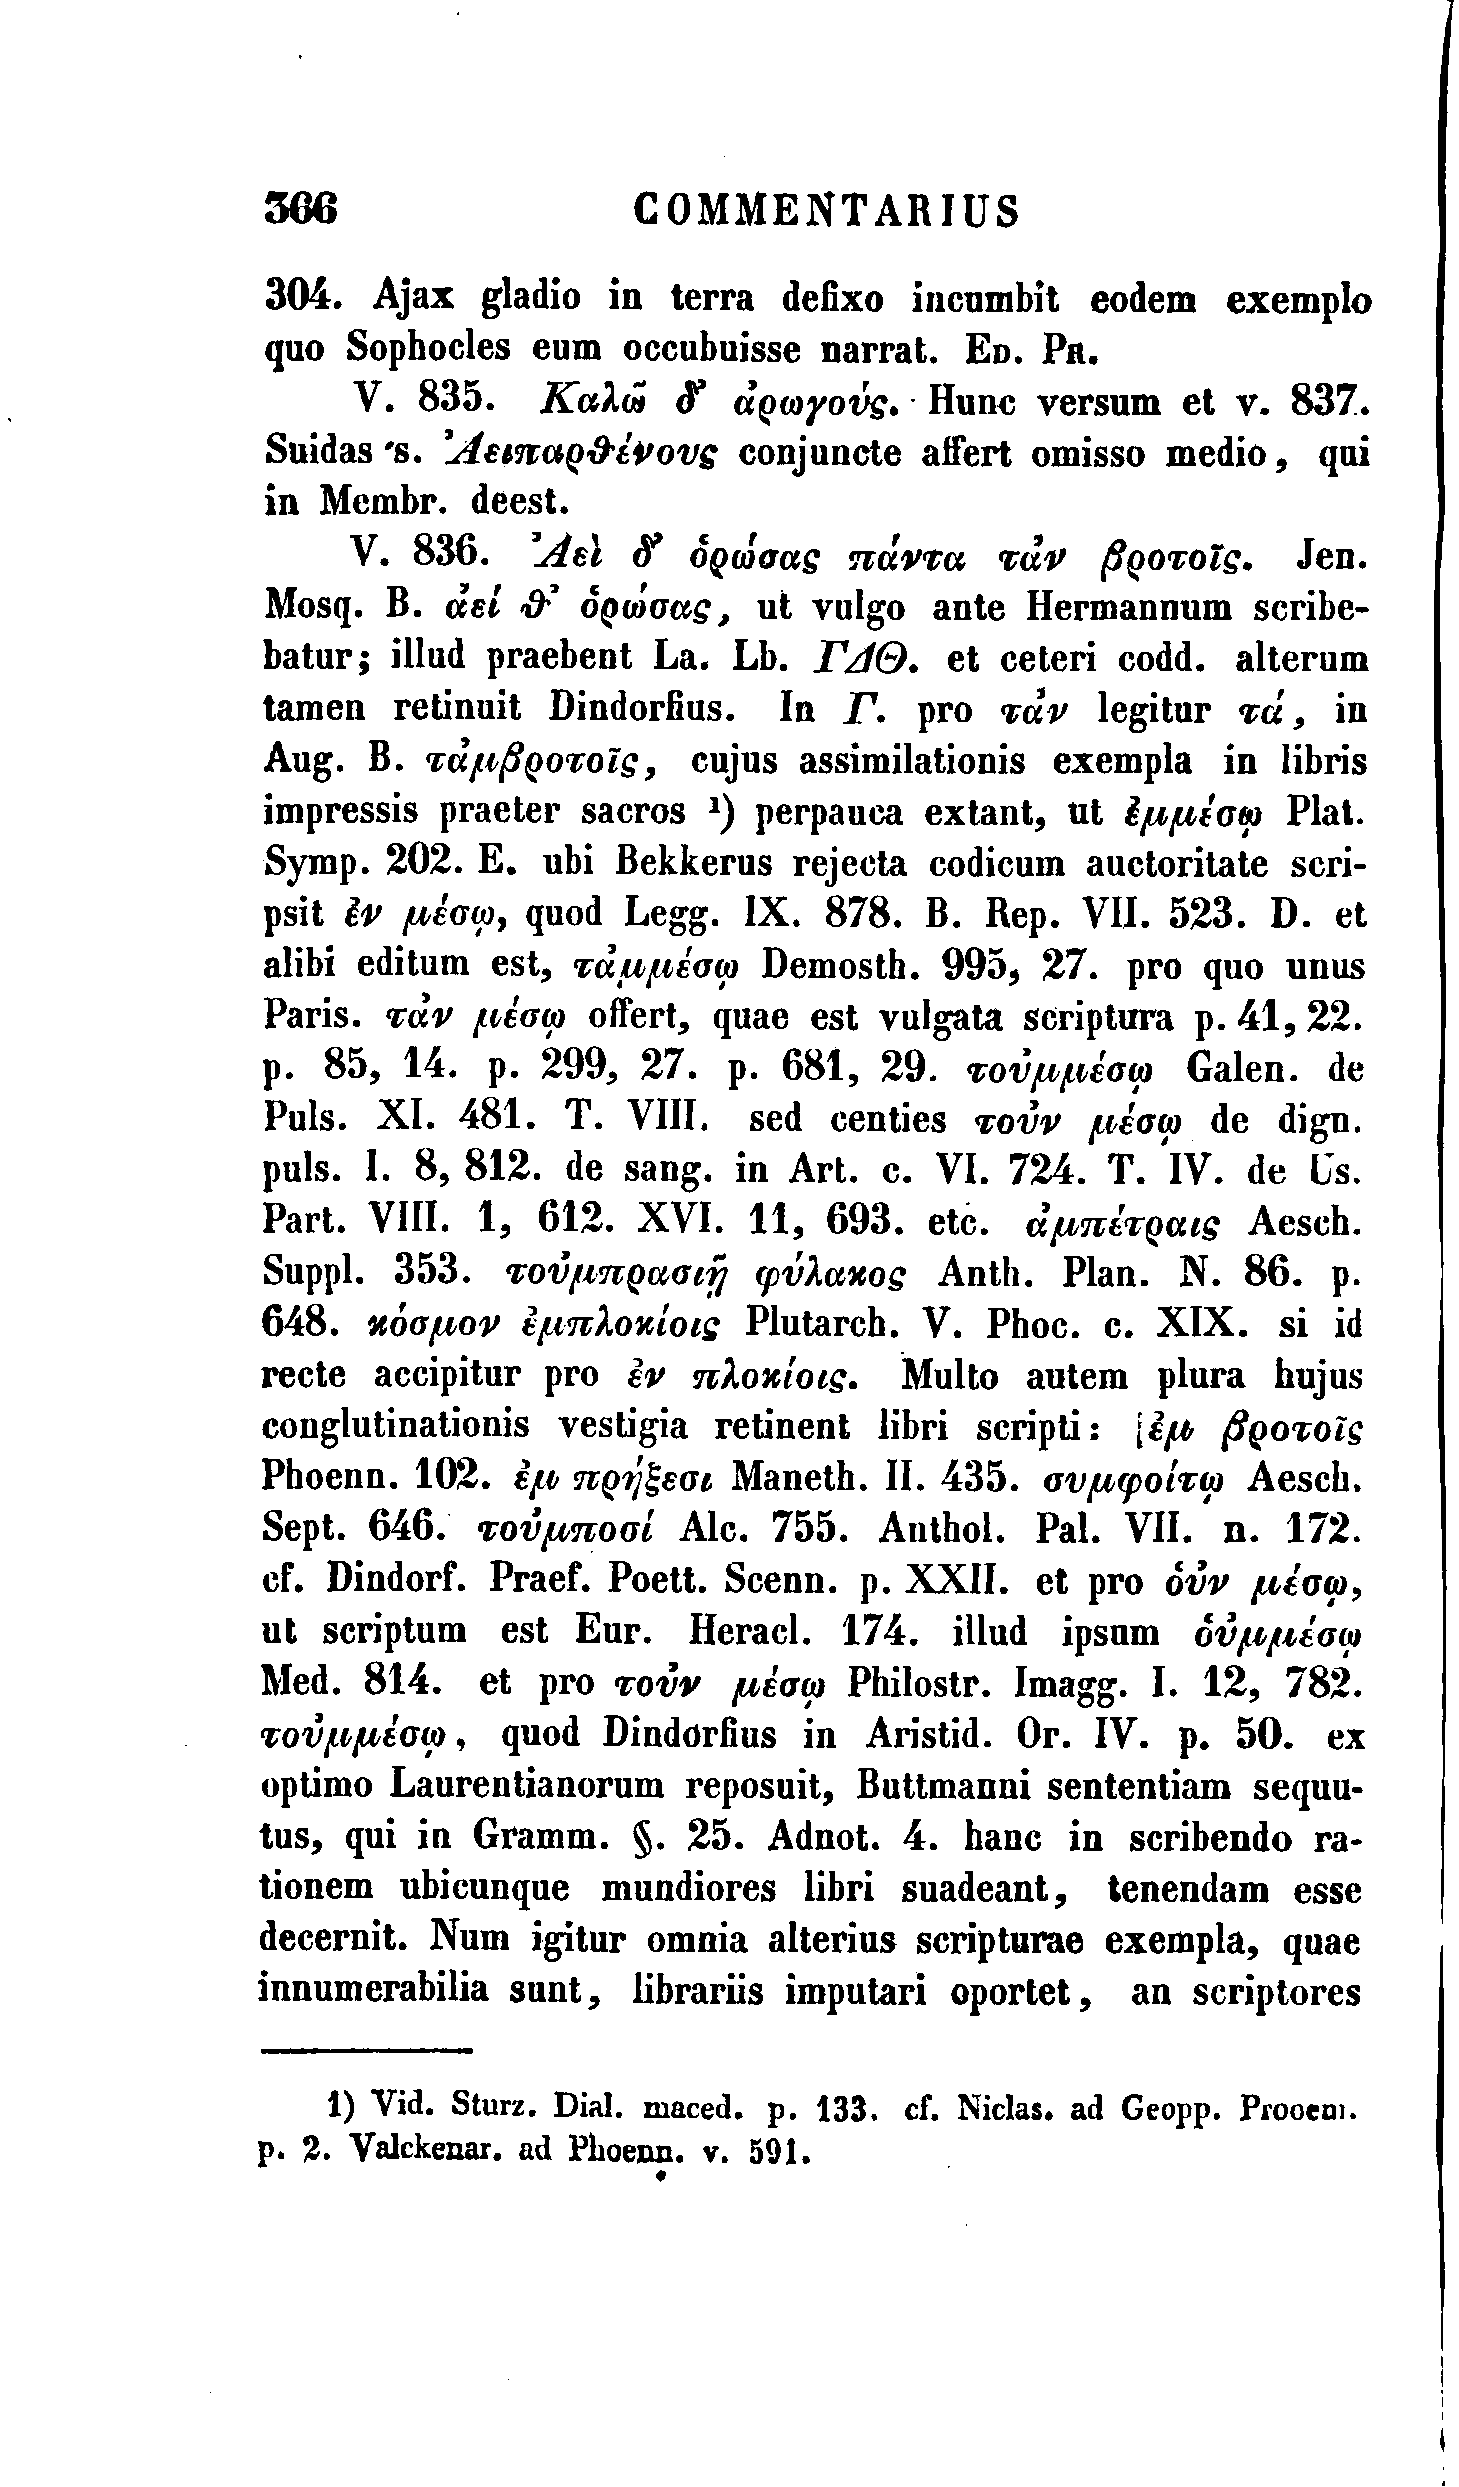 366 COMMENTARIUS
304. Ajax gladio in terra defixo incumbit eodem exemplo
quo Sophocles eum occubuisse narrat. ED. PR.
V. 835. Καλῶ δ' ἀρωγούς. Hunc versum et v. 837.
Suidas s. Ἀειπαρθένους conjuncte affert omisso medio, qui
in Membr. deest.
V. 836. Ἀεὶ δ' ὁρώσας πάντα τἀν βροτοῖς. Jen.
Mosq. B. ἀεί θ' ὁρώσας, ut vulgo ante Hermannum scribe-
batur; illud praebent La. Lb. ΓΔΘ. et ceteri codd. alterum
tamen retinuit Dindorfius. In Γ. pro τἀν legitur τά, in
Aug. B. τἀμβροτοῖς, cujus assimilationis exempla in libris
impressis praeter sacros ¹) perpauca extant, ut ἐμμέσῳ Plat.
Symp. 202. E. ubi Bekkerus rejecta codicum auctoritate scri-
psit ἐν μέσῳ, quod Legg. IX. 878. B. Rep. VII. 523. D. et
alibi editum est, τἀμμέσῳ Demosth. 995, 27. pro quo unus
Paris. τἀν μέσῳ offert, quae est vulgata scriptura p. 41, 22.
p. 85, 14. p. 299, 27. p. 681, 29. τοὐμμέσῳ Galen. de
Puls. XI. 481. T. VIII. sed centies τοὐν μέσῳ de dign.
puls. I. 8, 812. de sang. in Art. c. VI. 724. T. IV. de Us.
Part. VIII. 1, 612. XVI. 11, 693. etc. ἀμπέτραις Aesch.
Suppl. 353. τοὐμπρασιῇ φύλακος Anth. Plan. N. 86. p.
648. κόσμον ἐμπλοκίοις Plutarch. V. Phoc. c. XIX. si id
recte accipitur pro ἐν πλοκίοις. Multo autem plura hujus
conglutinationis vestigia retinent libri scripti: [ἐμ βροτοῖς
Phoenn. 102. ἐμ πρήξεσι Maneth. II. 435. συμφοίτῳ Aesch.
Sept. 646. τοὐμποσί Alc. 755. Anthol. Pal. VII. n. 172.
cf. Dindorf. Praef. Poett. Scenn. p. XXII. et pro οὑν μέσῳ,
ut scriptum est Eur. Heracl. 174. illud ipsum οὑμμέσῳ
Med. 814. et pro τοὐν μέσῳ Philostr. Imagg. I. 12, 782.
τοὐμμέσῳ, quod Dindorfius in Aristid. Or. IV. p. 50. ex
optimo Laurentianorum reposuit, Buttmanni sententiam sequu-
tus, qui in Gramm. §. 25. Adnot. 4. hanc in scribendo ra-
tionem ubicunque mundiores libri suadeant, tenendam esse
decernit. Num igitur omnia alterius scripturae exempla, quae
innumerabilia sunt, librariis imputari oportet, an scriptores
1) Vid. Sturz. Dial. maced. p. 133. cf. Niclas. ad Geopp. Prooem.
p. 2. Valckenar. ad Phoenn. v. 591.